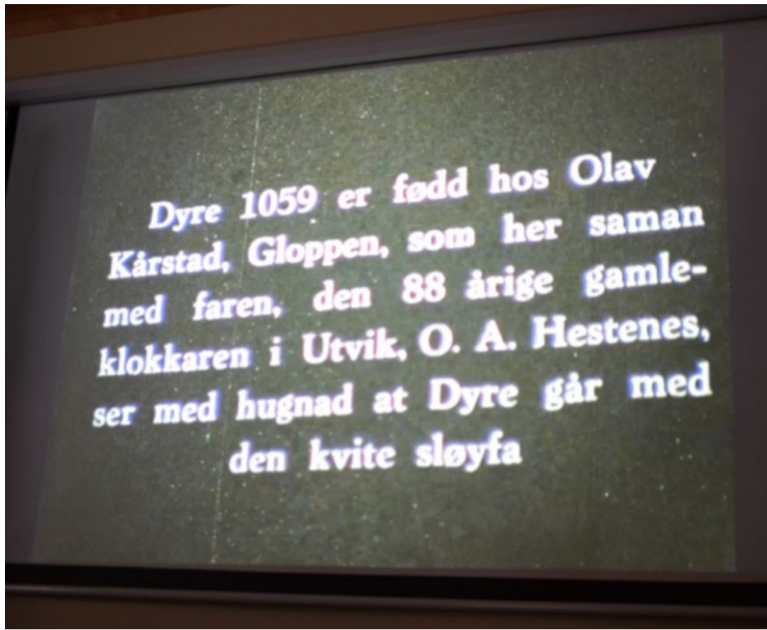 Dyre 1059 er fødd hos Olav
Kårstad, Gloppen, som her saman
med faren, den 88 årige gamle-
klokkaren i Utvik, O. A. Hestenes,
ser med hugnad at Dyre går med
den kvite sløyfa